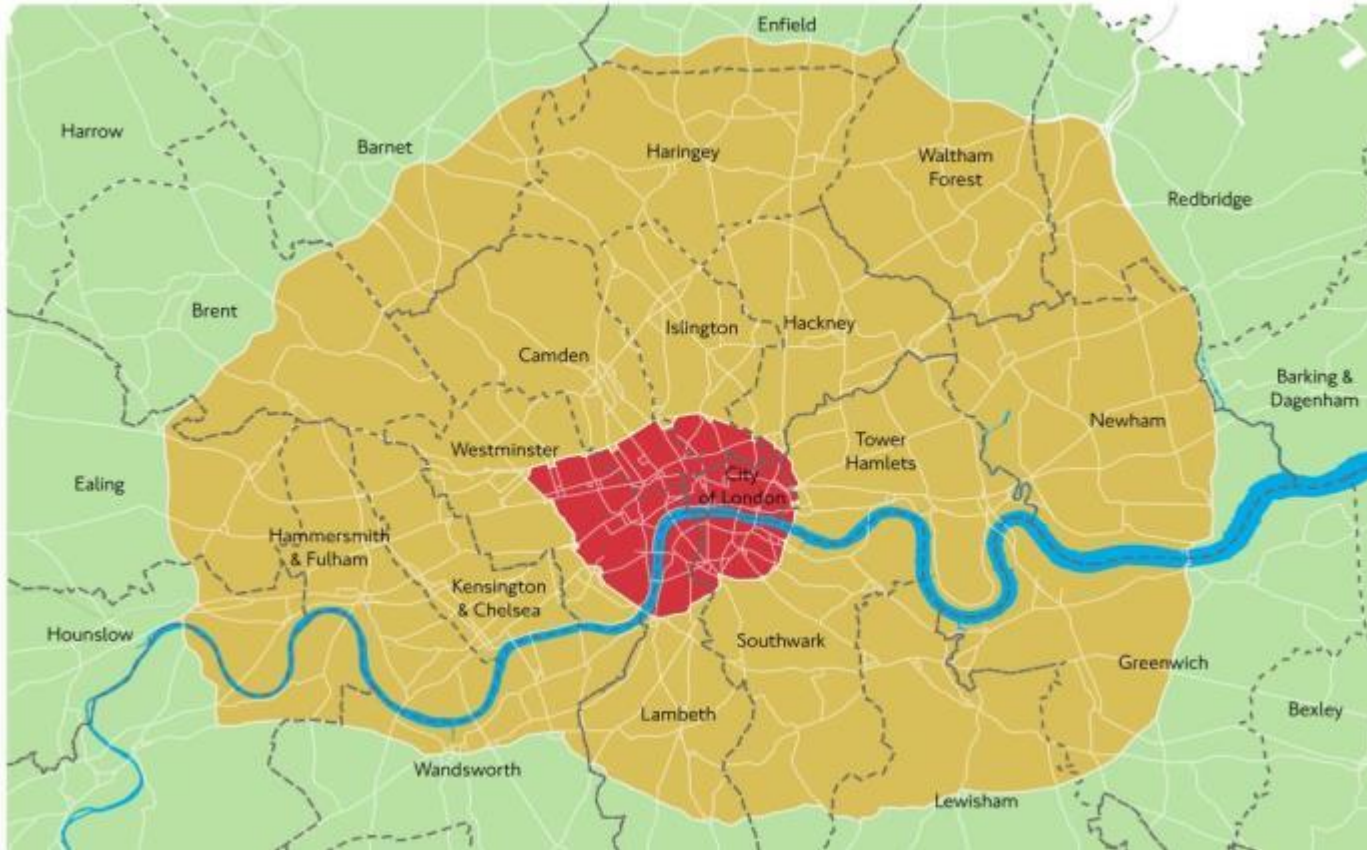 Enfield
Harrow
Barnet
Haringey
Waltham
Forest
Redbridge
Brent
Islington
Hackney
Camden
Barking &
Dagenham
Newham
Westminster
Tower
Hamlets
City
of London
Ealing
Hammersmith
& Fulham
Kensington
& Chelsea
Hounslow
Southwark
Greenwich
Lambeth
Bexley
Wandsworth
Lewisham